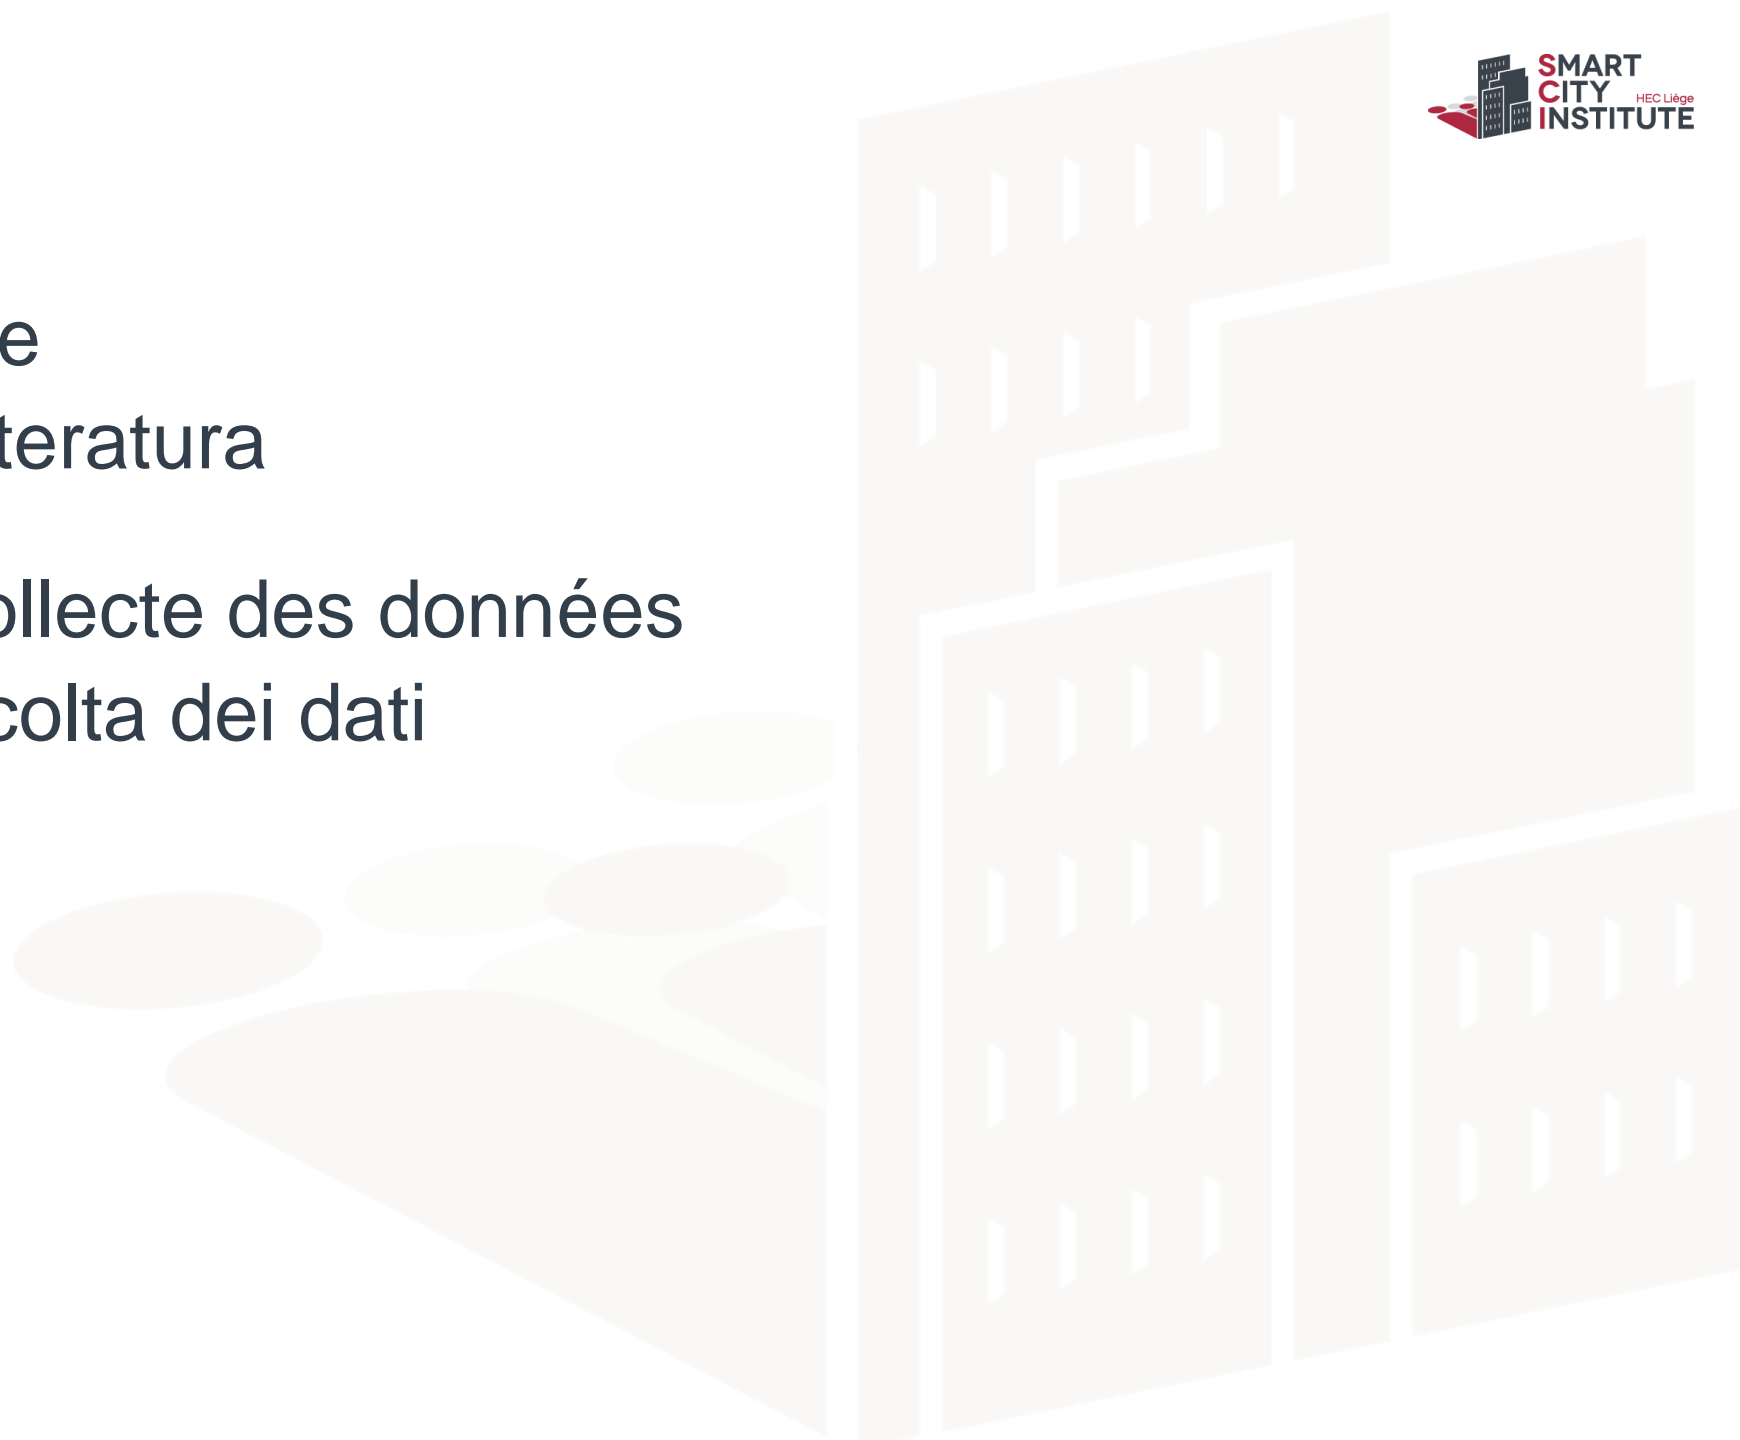 SMART
CITY
HEC Liège
INSTITUTE
e
teratura
ollecte des données
colta dei dati